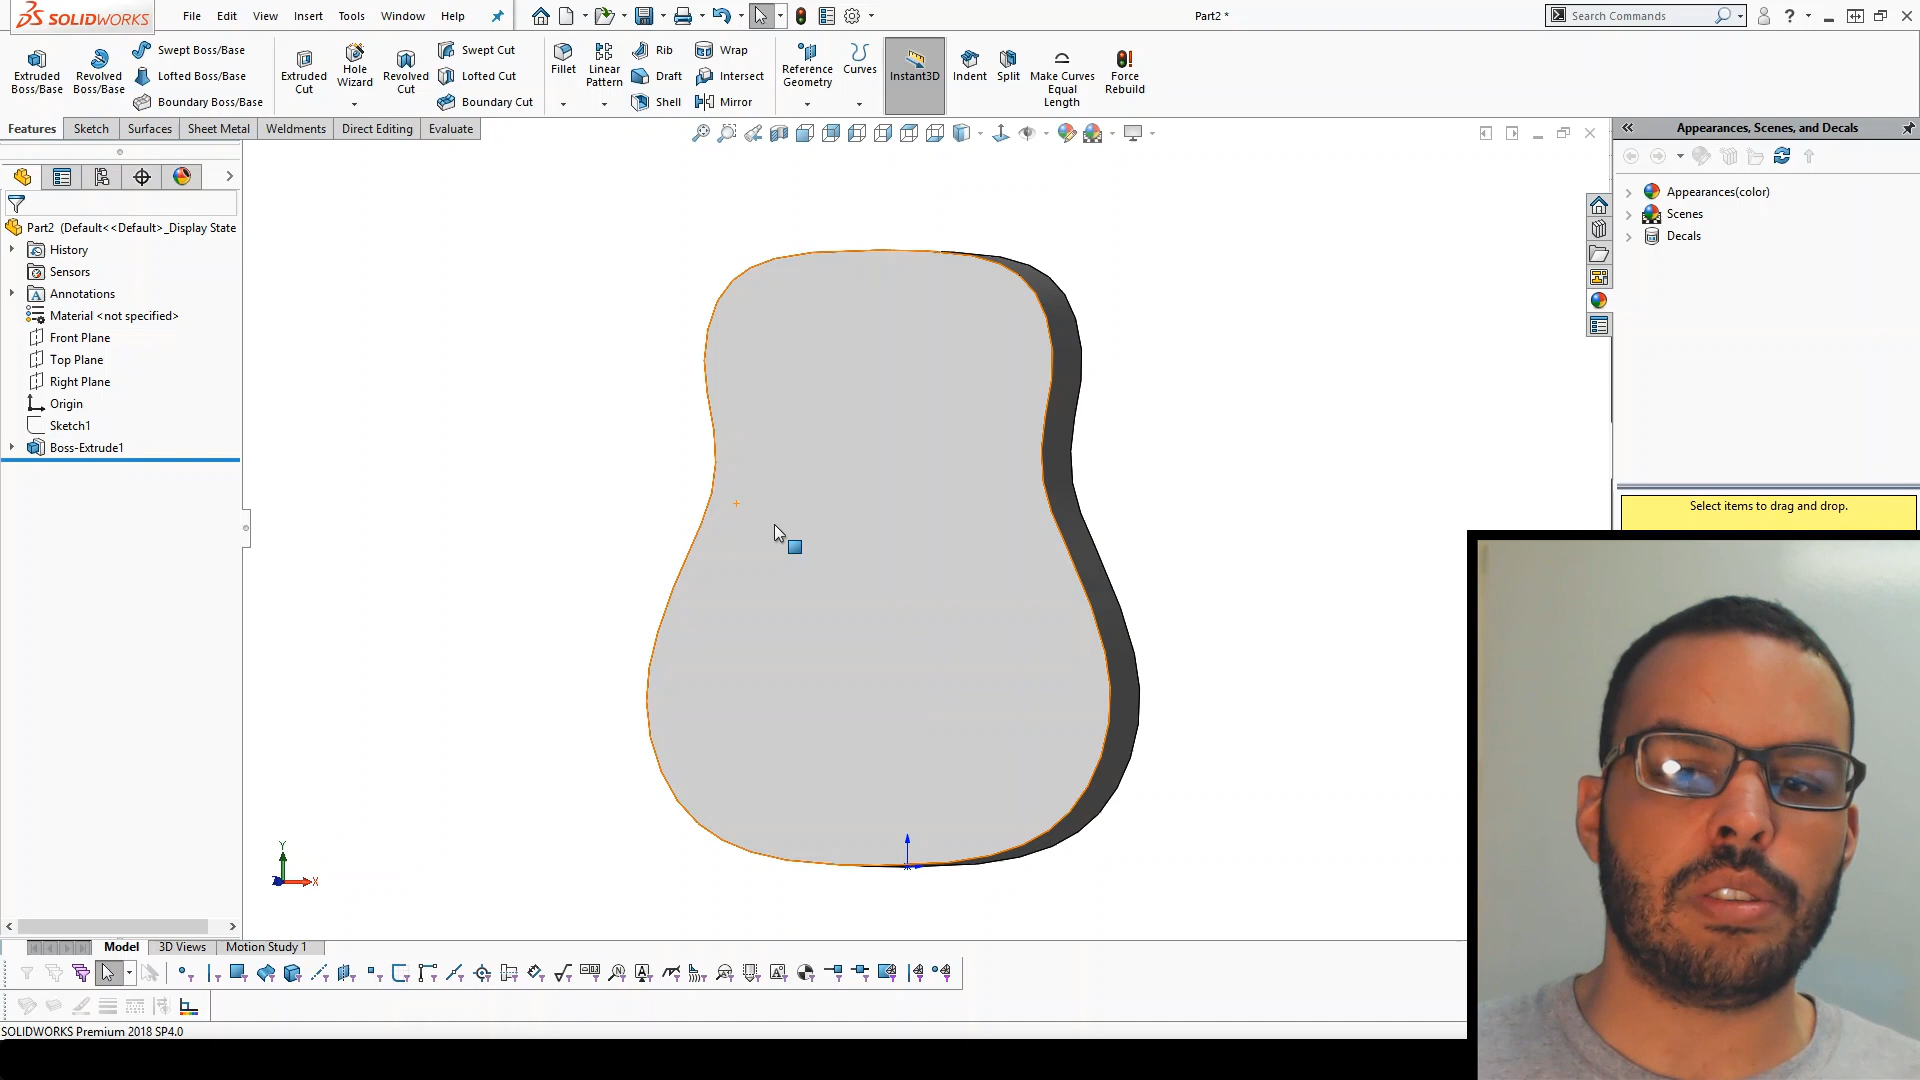 SOLIDWORKS File Edit View Insert Tools Window Help Part2 * Search Commands
Extruded Boss/Base
Revolved Boss/Base
Swept Boss/Base
Lofted Boss/Base
Boundary Boss/Base
Extruded Cut
Hole Wizard
Revolved Cut
Swept Cut
Lofted Cut
Boundary Cut
Fillet
Linear Pattern
Rib
Draft
Shell
Wrap
Intersect
Mirror
Reference Geometry
Curves
Instant3D
Indent
Split
Make Curves Equal Length
Force Rebuild
Features Sketch Surfaces Sheet Metal Weldments Direct Editing Evaluate
Appearances, Scenes, and Decals
Appearances(color)
Scenes
Decals
Select items to drag and drop.
Part2 (Default<<Default>_Display State
History
Sensors
Annotations
Material <not specified>
Front Plane
Top Plane
Right Plane
Origin
Sketch1
Boss-Extrude1
Y
X
Z
Model 3D Views Motion Study 1
SOLIDWORKS Premium 2018 SP4.0